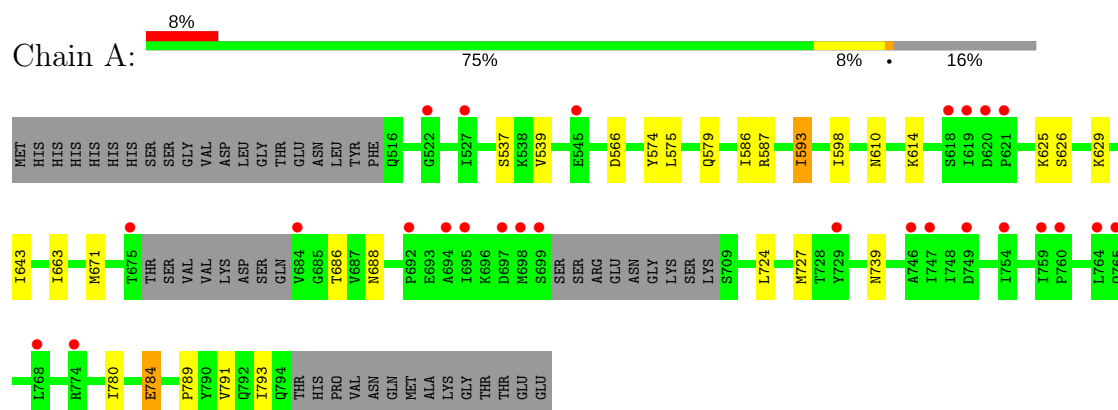 8%
Chain A:
75% 8% • 16%
MET HIS HIS HIS HIS HIS HIS SER SER GLY VAL ASP LEU GLY THR GLU ASN LEU TYR PHE Q516 G522 I527 S537 K538 V539 E545 D566 Y574 L575 Q579 I586 R587 I593 I598 N610 K614 S618 I619 D620 P621 K625 S626 K629
I643 I663 M671 T675 THR SER VAL VAL LYS ASP SER GLN V684 G685 T686 V687 N688 P692 E693 A694 I695 K696 D697 M698 S699 SER SER ARG GLU ASN GLY LYS SER LYS S709 L724 M727 T728 Y729 N739 A746 I747 I748 D749 I754 I759 P760 L764
L768 R774 I780 E784 P789 Y790 V791 Q792 I793 Q794 THR HIS PRO VAL ASN GLN MET ALA LYS GLY THR THR GLU GLU